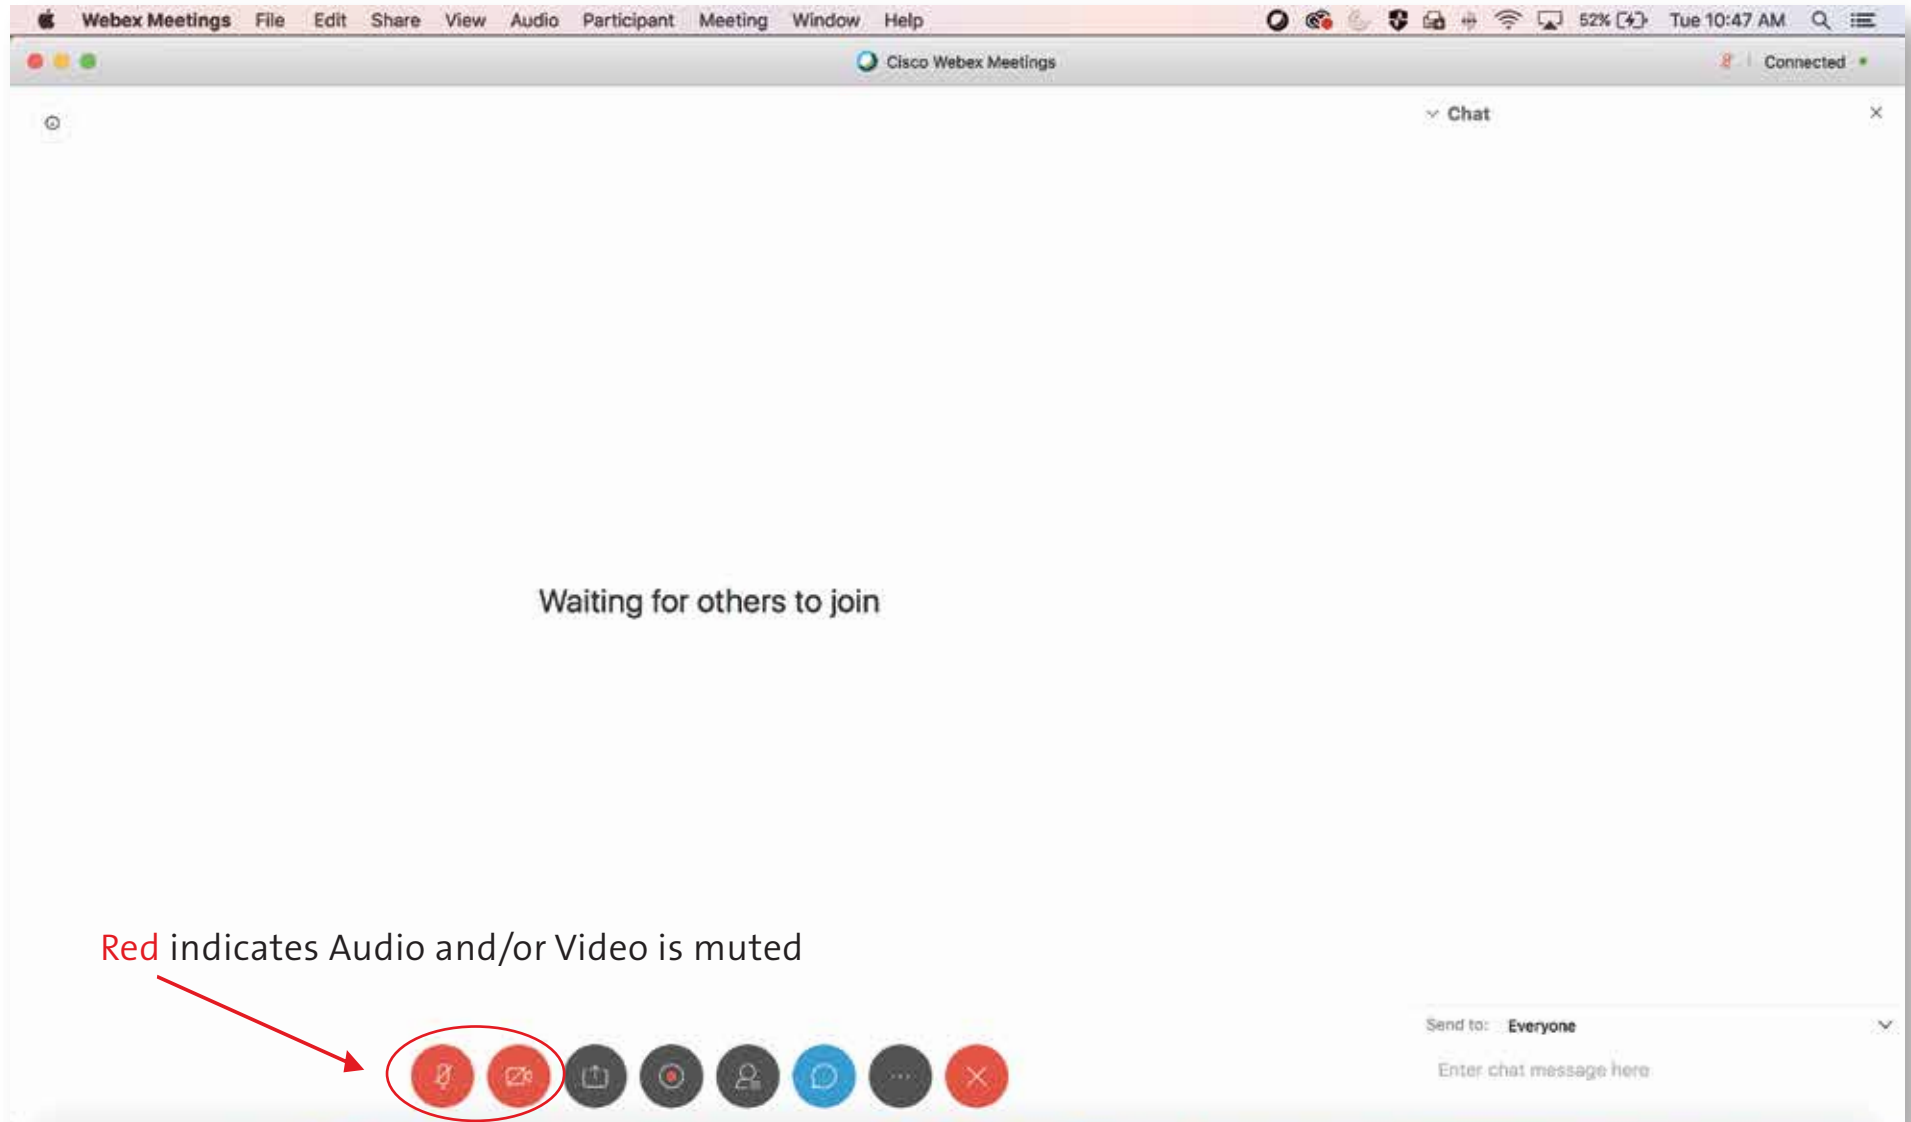 Webex Meetings File Edit Share View Audio Participant Meeting Window Help 52% Tue 10:47 AM
Cisco Webex Meetings Connected
Chat
Waiting for others to join
Red indicates Audio and/or Video is muted
Send to: Everyone
Enter chat message here